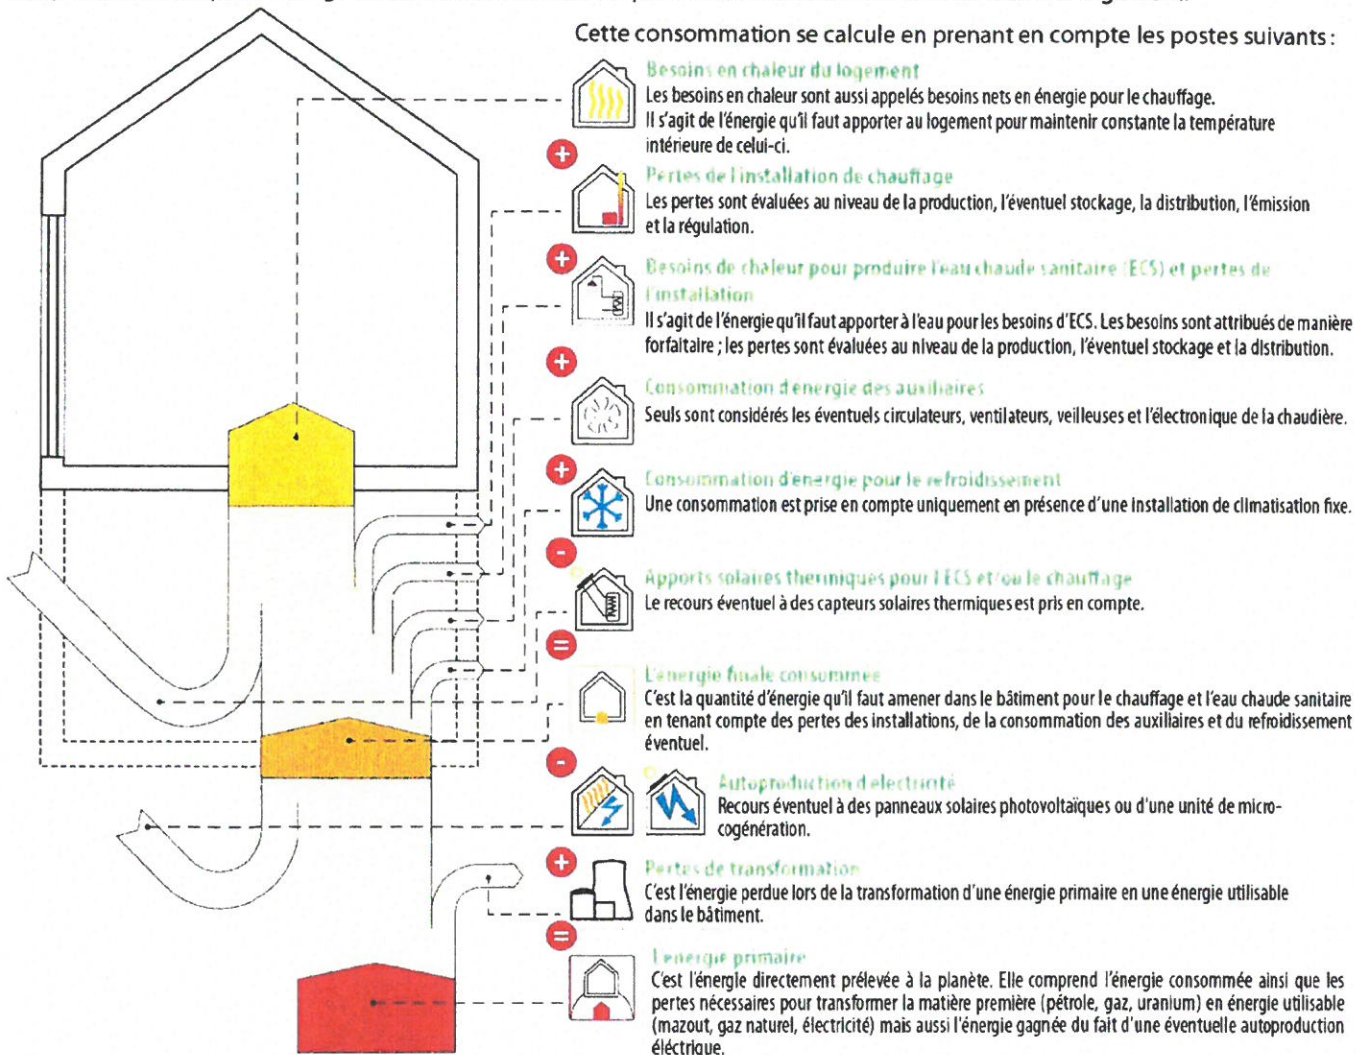 Cette consommation se calcule en prenant en compte les postes suivants :
Besoins en chaleur du logement
Les besoins en chaleur sont aussi appelés besoins nets en énergie pour le chauffage.
Il s'agit de l'énergie qu'il faut apporter au logement pour maintenir constante la température
intérieure de celui-ci.
+
Pertes de l'installation de chauffage
Les pertes sont évaluées au niveau de la production, l'éventuel stockage, la distribution, l'émission
et la régulation.
+
Besoins de chaleur pour produire l'eau chaude sanitaire (ECS) et pertes de
l'installation
Il s'agit de l'énergie qu'il faut apporter à l'eau pour les besoins d'ECS. Les besoins sont attribués de manière
forfaitaire ; les pertes sont évaluées au niveau de la production, l'éventuel stockage et la distribution.
+
Consommation d'énergie des auxiliaires
Seuls sont considérés les éventuels circulateurs, ventilateurs, veilleuses et l'électronique de la chaudière.
+
Consommation d'énergie pour le refroidissement
Une consommation est prise en compte uniquement en présence d'une installation de climatisation fixe.
-
Apports solaires thermiques pour l'ECS et/ou le chauffage
Le recours éventuel à des capteurs solaires thermiques est pris en compte.
=
L'énergie finale consommée
C'est la quantité d'énergie qu'il faut amener dans le bâtiment pour le chauffage et l'eau chaude sanitaire
en tenant compte des pertes des installations, de la consommation des auxiliaires et du refroidissement
éventuel.
-
Autoproduction d'électricité
Recours éventuel à des panneaux solaires photovoltaïques ou d'une unité de micro-
cogénération.
+
Pertes de transformation
C'est l'énergie perdue lors de la transformation d'une énergie primaire en une énergie utilisable
dans le bâtiment.
=
L'énergie primaire
C'est l'énergie directement prélevée à la planète. Elle comprend l'énergie consommée ainsi que les
pertes nécessaires pour transformer la matière première (pétrole, gaz, uranium) en énergie utilisable
(mazout, gaz naturel, électricité) mais aussi l'énergie gagnée du fait d'une éventuelle autoproduction
éléctrique.